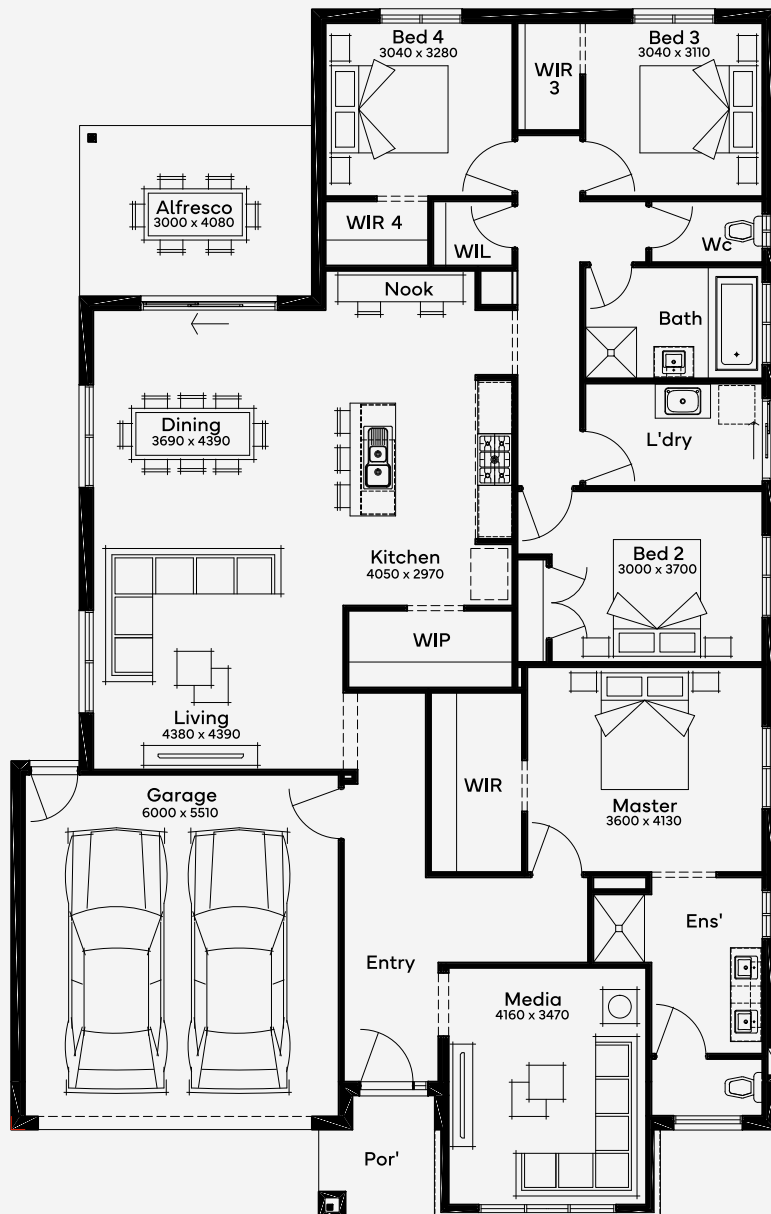 Bed 4
3040 x 3280
WIR
3
Bed 3
3040 x 3110
Alfresco
3000 x 4080
WIR 4
WIL
Wc
Nook
Bath
Dining
3690 x 4390
L'dry
Kitchen
4050 x 2970
Bed 2
3000 x 3700
WIP
Living
4380 x 4390
WIR
Garage
6000 x 5510
Master
3600 x 4130
Ens'
Entry
Media
4160 x 3470
Por'